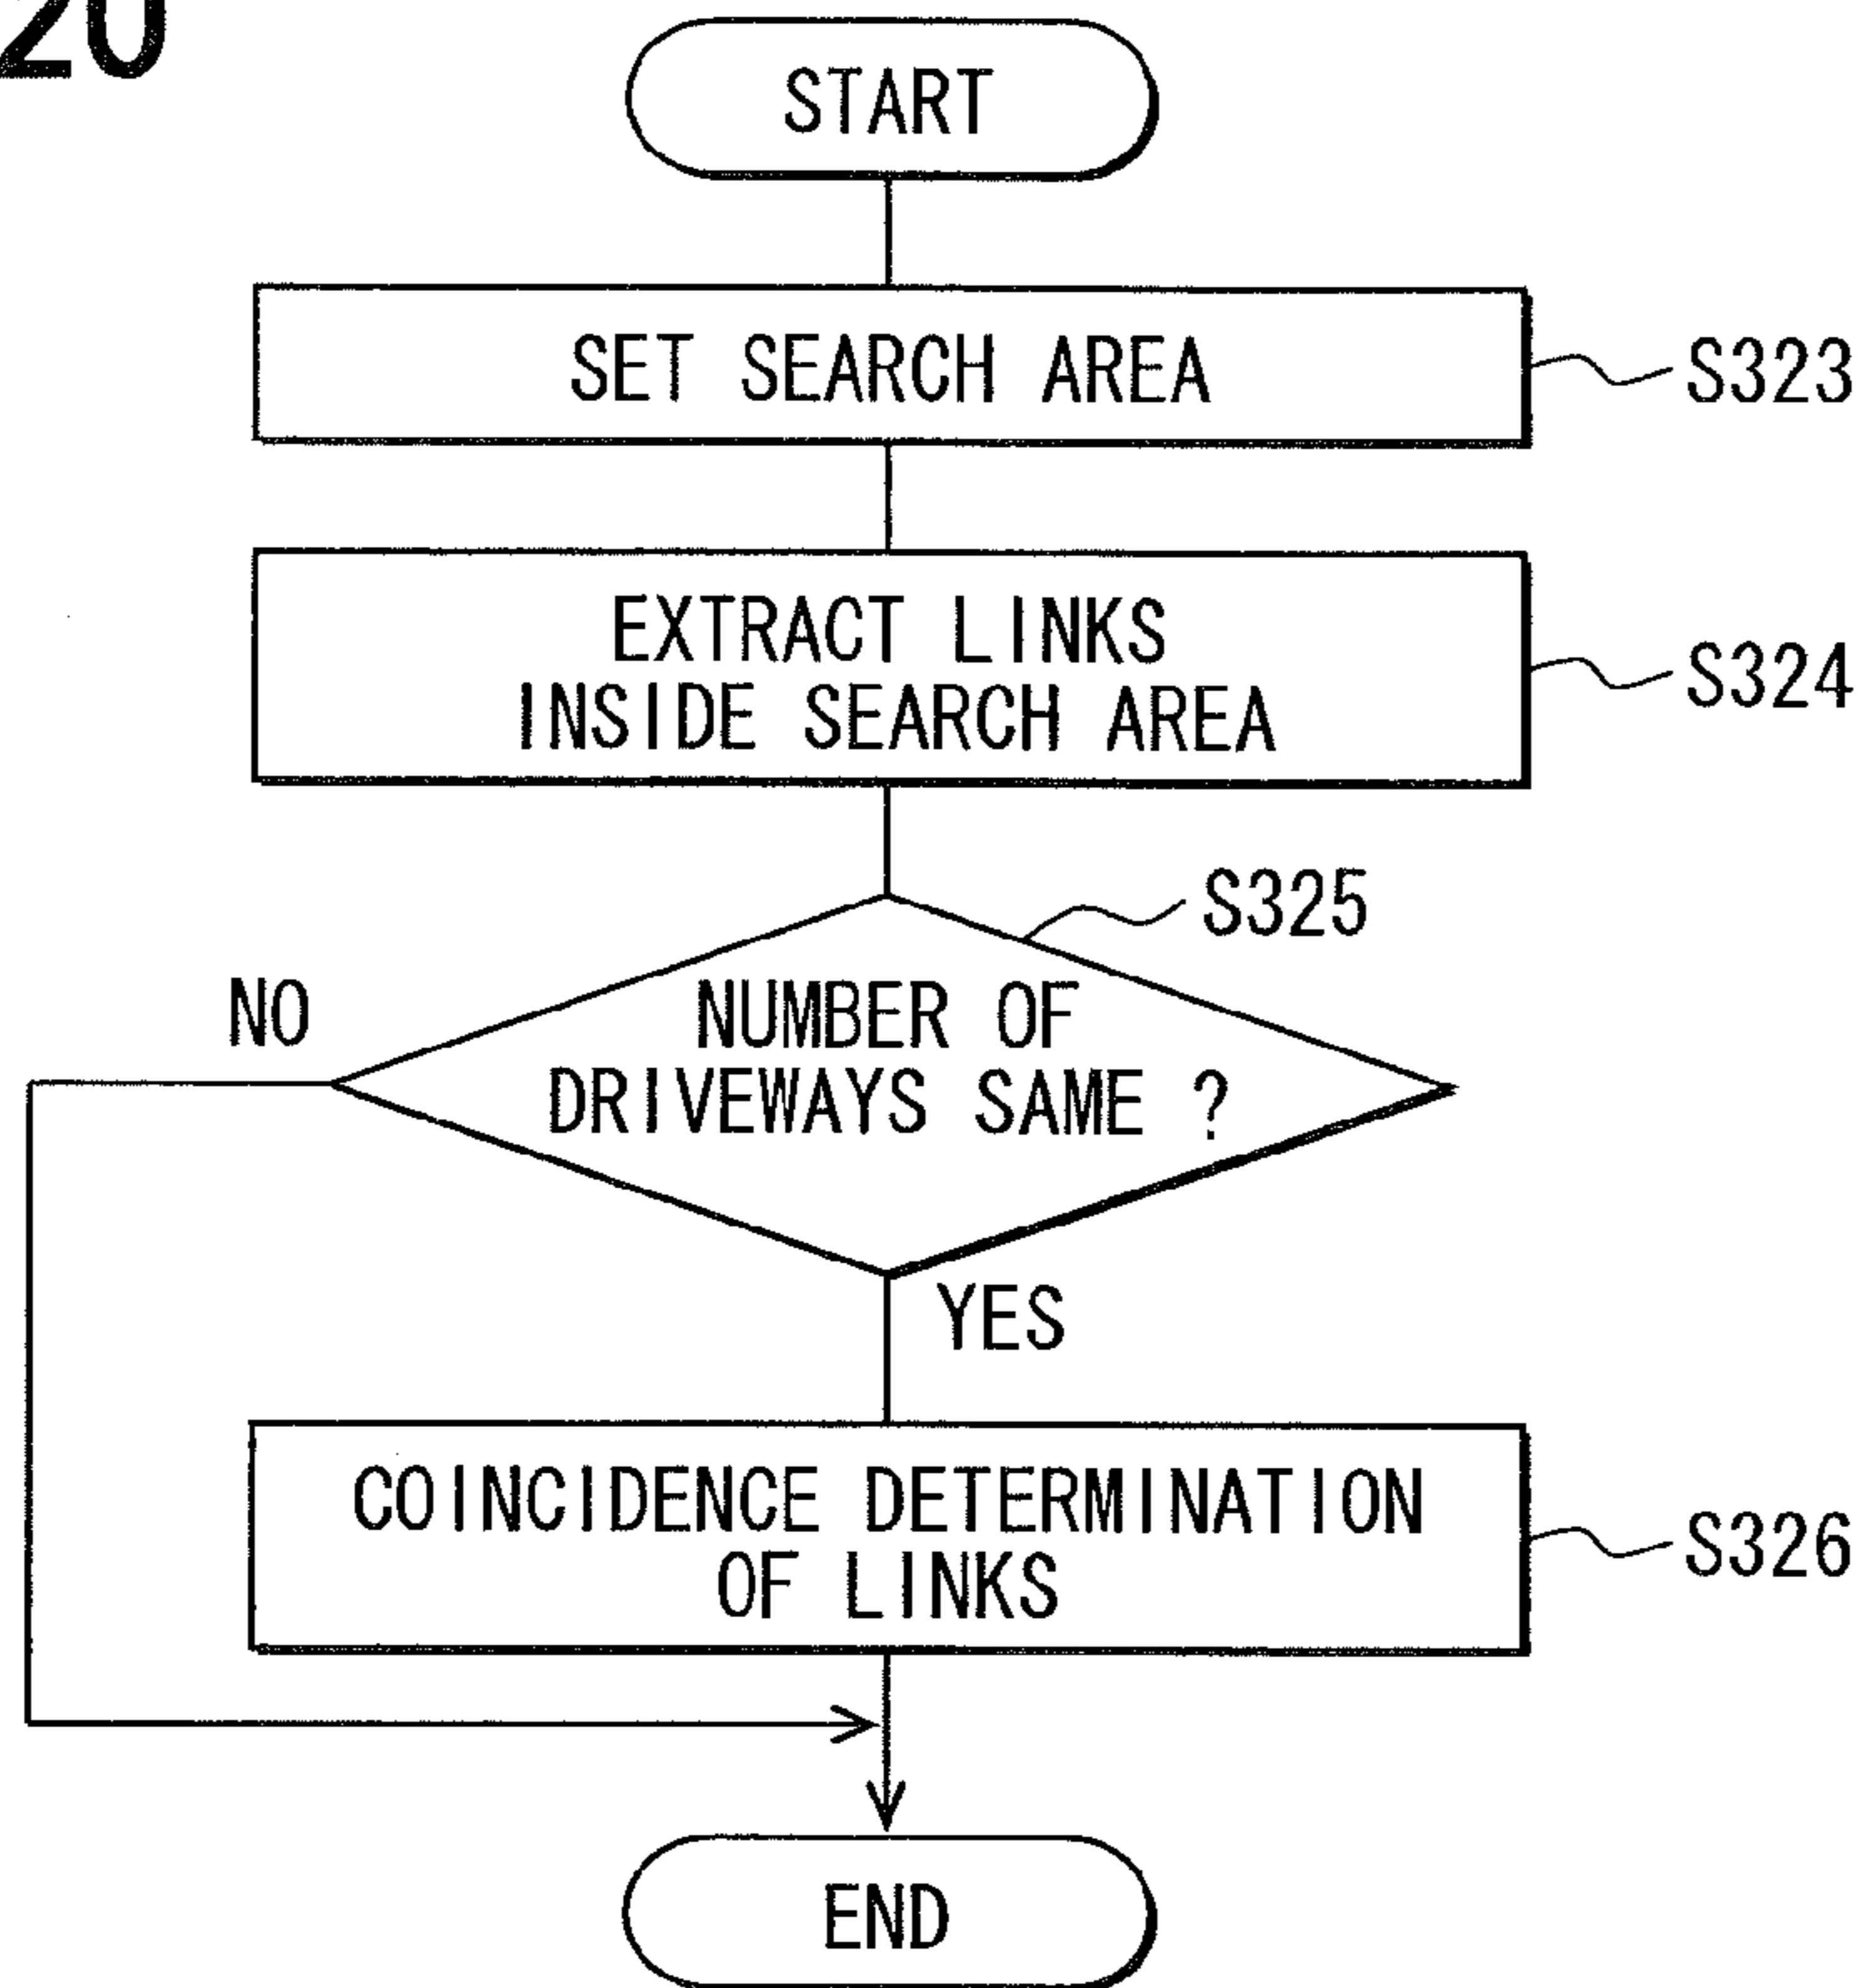 20
START
SET SEARCH AREA
S323
EXTRACT LINKS
INSIDE SEARCH AREA
S324
S325
NO
NUMBER OF
DRIVEWAYS SAME ?
YES
COINCIDENCE DETERMINATION
OF LINKS
S326
END